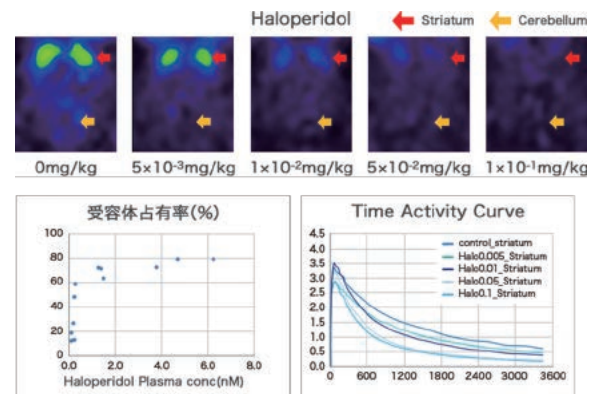 Haloperidol
Striatum
Cerebellum
0mg/kg
5×10-³mg/kg
1×10-²mg/kg
5×10-²mg/kg
1×10-¹mg/kg
受容体占有率(%)
100
80
60
40
20
0
0.0 2.0 4.0 6.0 8.0
Haloperidol Plasma conc(nM)
Time Activity Curve
4.5
4.0
3.5
3.0
2.5
2.0
1.5
1.0
0.5
0.0
0 600 1200 1800 2400 3000 3600
control_striatum
Halo0.005_Striatum
Halo0.01_Striatum
Halo0.05_Striatum
Halo0.1_Striatum